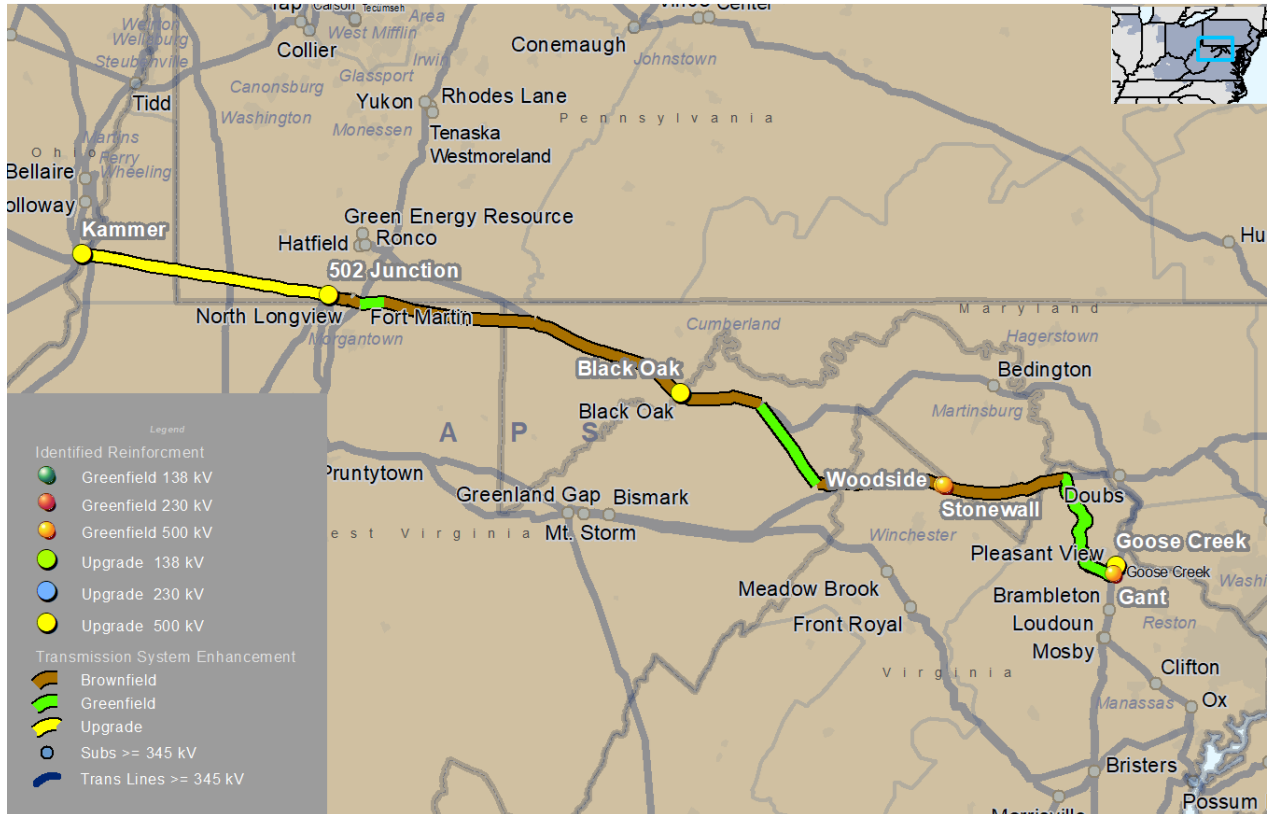 Carson
Tecumseh
Area
Center
Weirton
Wellsburg
West Mifflin
Collier
Conemaugh
Irwin
Johnstown
Steubenville
Glassport
Canonsburg
Tidd
Yukon
Rhodes Lane
Washington
Monessen
Pennsylvania
Tenaska
Westmoreland
Martins
Ferry
Ohio
Wheeling
Bellaire
olloway
Kammer
Green Energy Resource
Hatfield
Ronco
Hu
502 Junction
North Longview
Fort Martin
Morgantown
Maryland
Cumberland
Hagerstown
Black Oak
Bedington
Black Oak
Martinsburg
A P S
Pruntytown
Woodside
Stonewall
Doubs
Greenland Gap
Bismark
Mt. Storm
est Virginia
Winchester
Goose Creek
Pleasant View
Goose Creek
Washi
Meadow Brook
Brambleton
Gant
Front Royal
Loudoun
Reston
Mosby
Virginia
Clifton
Manassas
Ox
Bristers
Possum
Morrisville
Legend
Identified Reinforcment
Greenfield 138 kV
Greenfield 230 kV
Greenfield 500 kV
Upgrade 138 kV
Upgrade 230 kV
Upgrade 500 kV
Transmission System Enhancement
Brownfield
Greenfield
Upgrade
Subs >= 345 kV
Trans Lines >= 345 kV